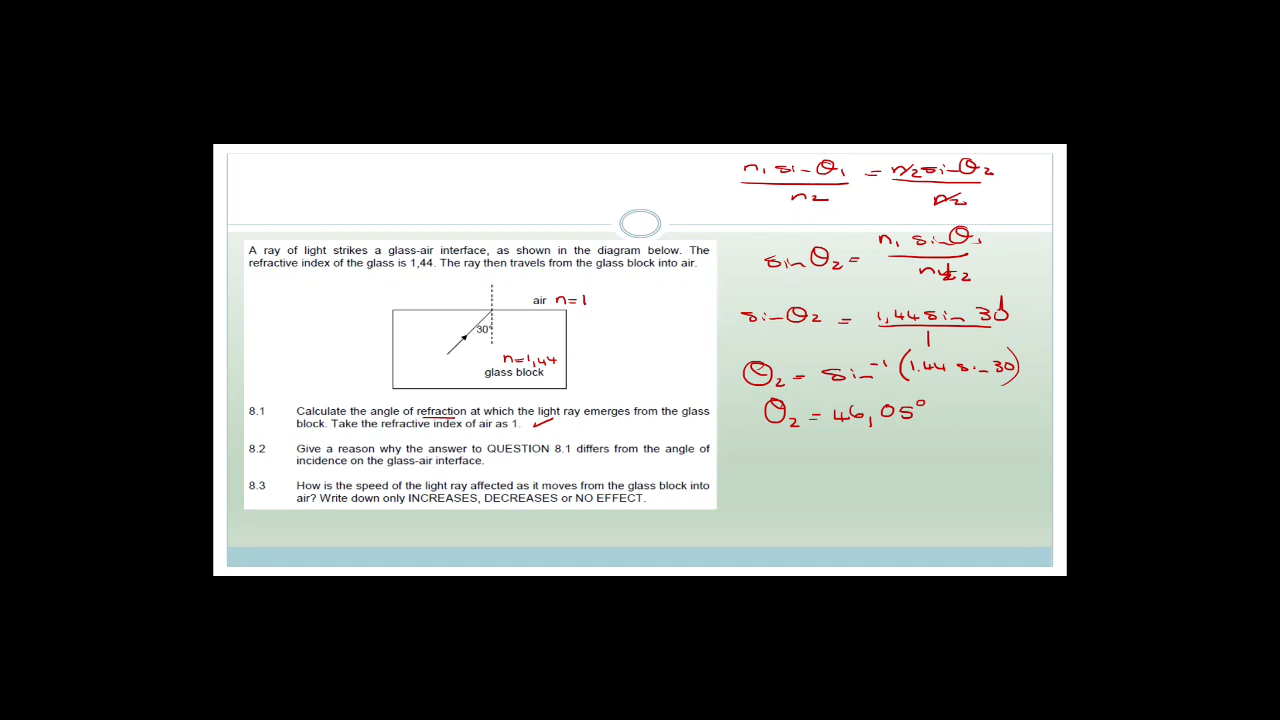 n₁ sin θ₁ = n₂ sin θ₂
n₂ n₂
sin θ₂ = n₁ sin θ₁
n₂
sin θ₂ = 1,44 sin 30
1
θ₂ = sin⁻¹ (1.44 sin 30)
θ₂ = 46,05°
A ray of light strikes a glass-air interface, as shown in the diagram below. The
refractive index of the glass is 1,44. The ray then travels from the glass block into air.
air n=1
30°
n=1,44
glass block
8.1 Calculate the angle of refraction at which the light ray emerges from the glass
block. Take the refractive index of air as 1.
8.2 Give a reason why the answer to QUESTION 8.1 differs from the angle of
incidence on the glass-air interface.
8.3 How is the speed of the light ray affected as it moves from the glass block into
air? Write down only INCREASES, DECREASES or NO EFFECT.